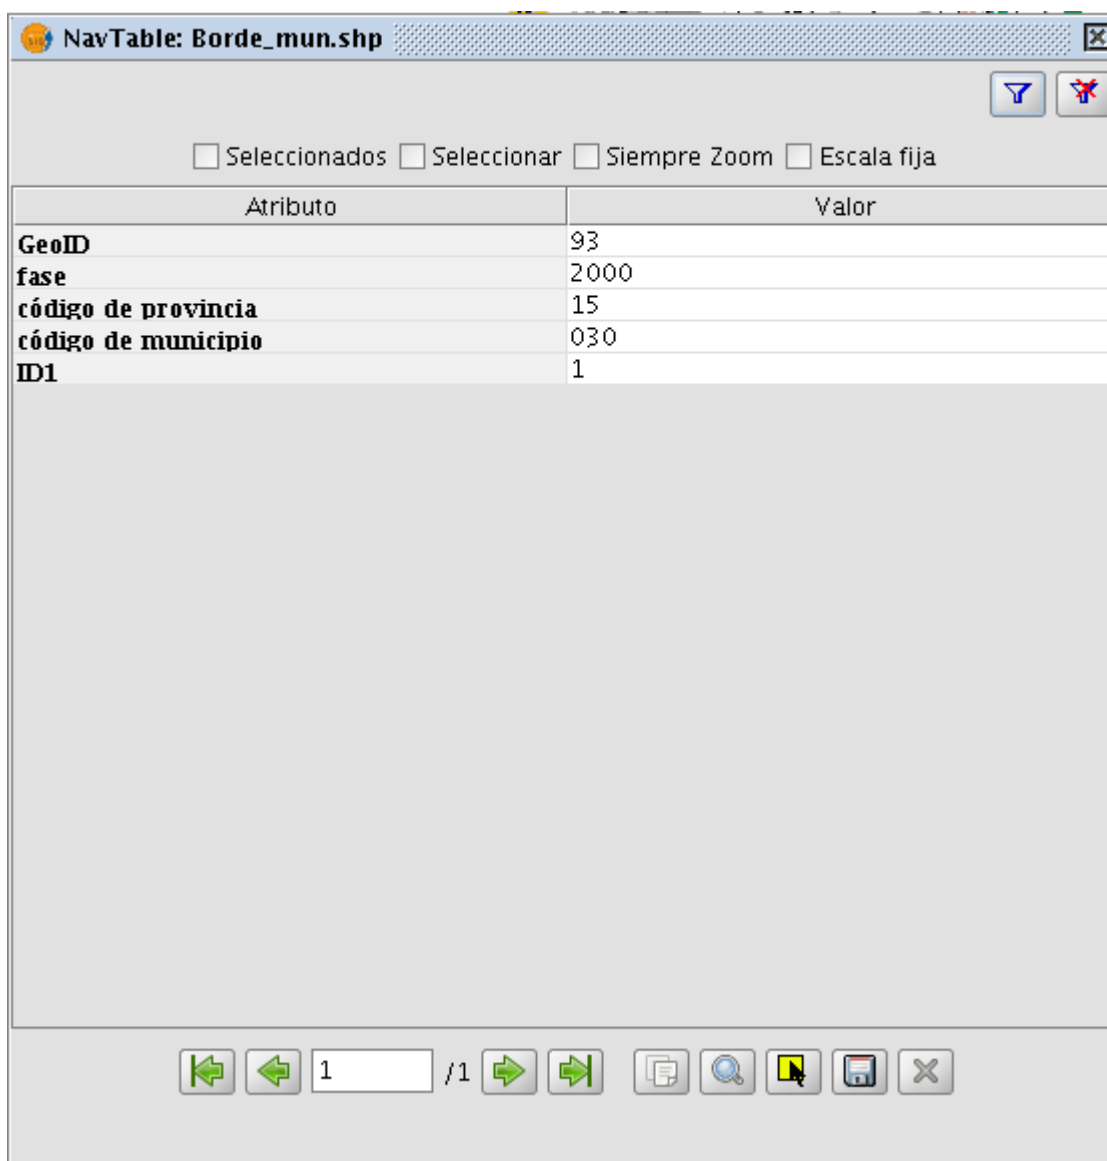 NavTable: Borde_mun.shp
Seleccionados Seleccionar Siempre Zoom Escala fija
Atributo Valor
GeoID 93
fase 2000
código de provincia 15
código de municipio 030
ID1 1
1 /1